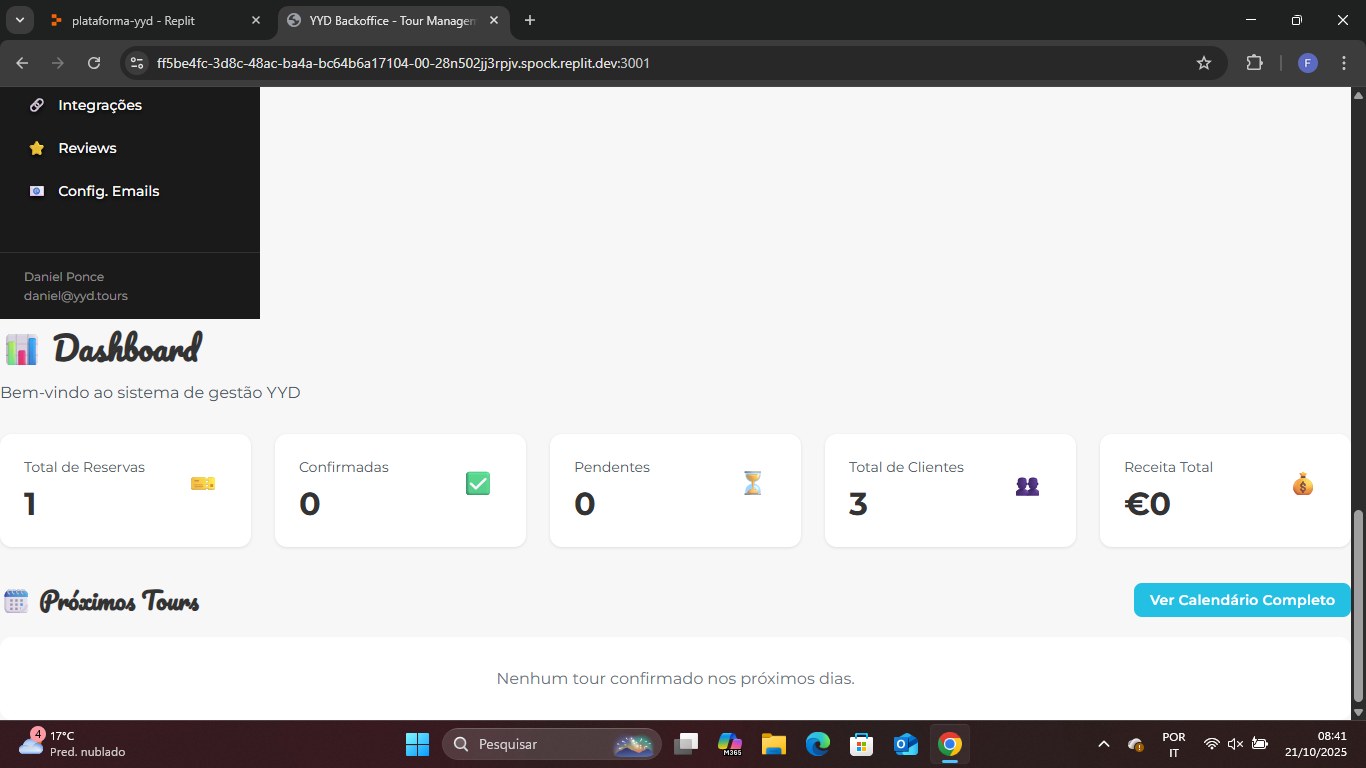 plataforma-yyd - Replit
YYD Backoffice - Tour Managem
ff5be4fc-3d8c-48ac-ba4a-bc64b6a17104-00-28n502jj3rpjv.spock.replit.dev:3001
F
Integrações
Reviews
Config. Emails
Daniel Ponce
daniel@yyd.tours
Dashboard
Bem-vindo ao sistema de gestão YYD
Total de Reservas
1
Confirmadas
0
Pendentes
0
Total de Clientes
3
Receita Total
€0
Próximos Tours
Ver Calendário Completo
Nenhum tour confirmado nos próximos dias.
4
17°C
Pred. nublado
Pesquisar
M365
POR
IT
08:41
21/10/2025